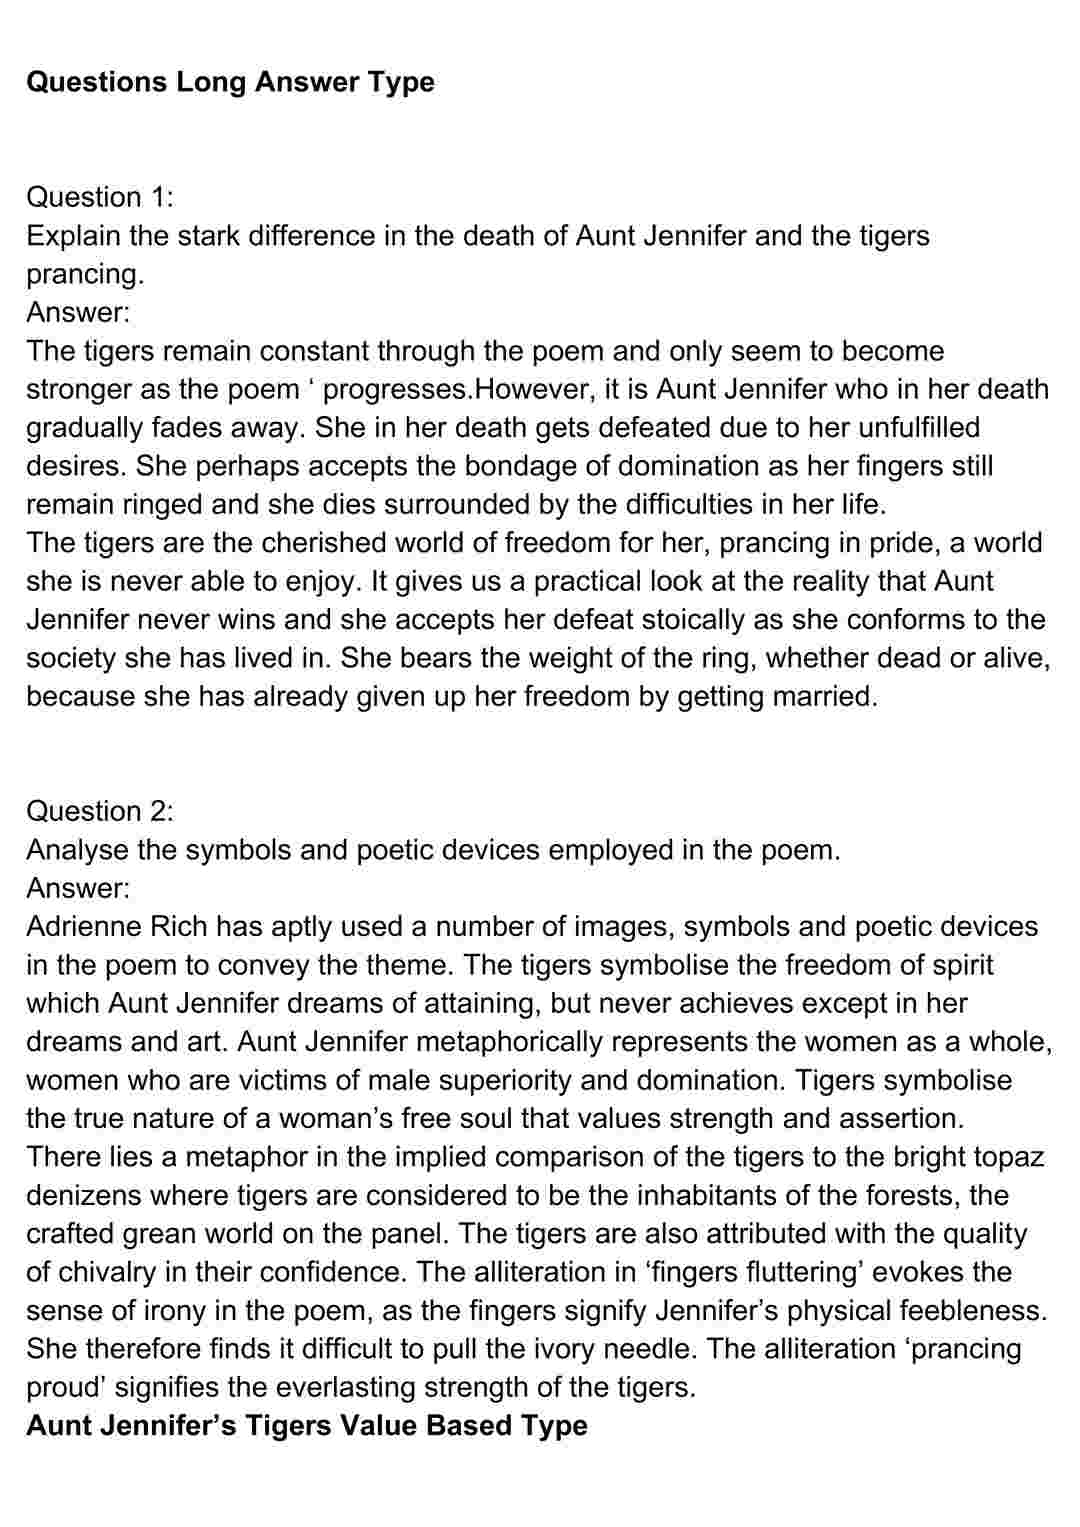 Questions Long Answer Type
Question 1:
Explain the stark difference in the death of Aunt Jennifer and the tigers
prancing.
Answer:
The tigers remain constant through the poem and only seem to become
stronger as the poem ‘ progresses.However, it is Aunt Jennifer who in her death
gradually fades away. She in her death gets defeated due to her unfulfilled
desires. She perhaps accepts the bondage of domination as her fingers still
remain ringed and she dies surrounded by the difficulties in her life.
The tigers are the cherished world of freedom for her, prancing in pride, a world
she is never able to enjoy. It gives us a practical look at the reality that Aunt
Jennifer never wins and she accepts her defeat stoically as she conforms to the
society she has lived in. She bears the weight of the ring, whether dead or alive,
because she has already given up her freedom by getting married.
Question 2:
Analyse the symbols and poetic devices employed in the poem.
Answer:
Adrienne Rich has aptly used a number of images, symbols and poetic devices
in the poem to convey the theme. The tigers symbolise the freedom of spirit
which Aunt Jennifer dreams of attaining, but never achieves except in her
dreams and art. Aunt Jennifer metaphorically represents the women as a whole,
women who are victims of male superiority and domination. Tigers symbolise
the true nature of a woman’s free soul that values strength and assertion.
There lies a metaphor in the implied comparison of the tigers to the bright topaz
denizens where tigers are considered to be the inhabitants of the forests, the
crafted grean world on the panel. The tigers are also attributed with the quality
of chivalry in their confidence. The alliteration in ‘fingers fluttering’ evokes the
sense of irony in the poem, as the fingers signify Jennifer’s physical feebleness.
She therefore finds it difficult to pull the ivory needle. The alliteration ‘prancing
proud’ signifies the everlasting strength of the tigers.
Aunt Jennifer’s Tigers Value Based Type